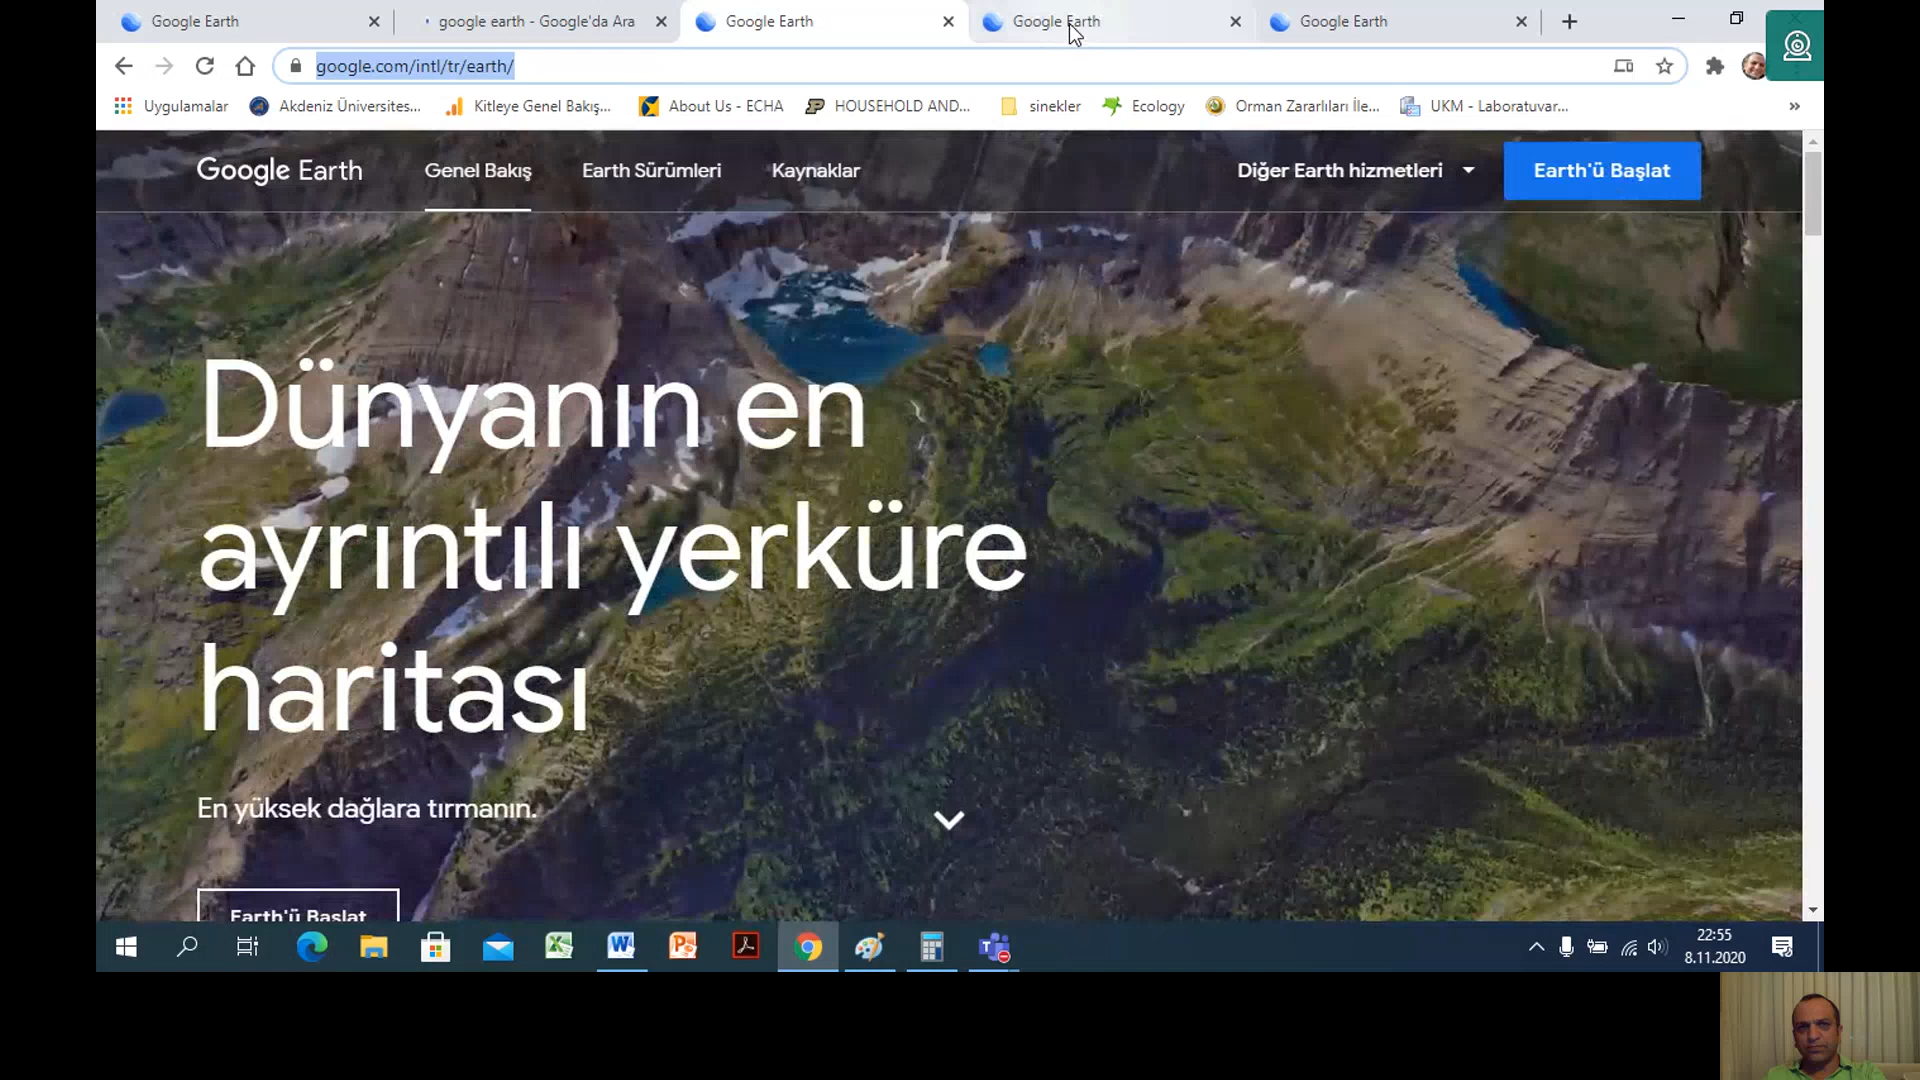 Google Earth
google earth - Google'da Ara
Google Earth
Google Earth
Google Earth
google.com/intl/tr/earth/
Uygulamalar
Akdeniz Üniversites...
Kitleye Genel Bakış...
About Us - ECHA
HOUSEHOLD AND...
sinekler
Ecology
Orman Zararlıları İle...
UKM - Laboratuvar...
»
Google Earth
Genel Bakış
Earth Sürümleri
Kaynaklar
Diğer Earth hizmetleri
Earth'ü Başlat
Dünyanın en
ayrıntılı yerküre
haritası
En yüksek dağlara tırmanın.
Earth'ü Başlat
22:55
8.11.2020